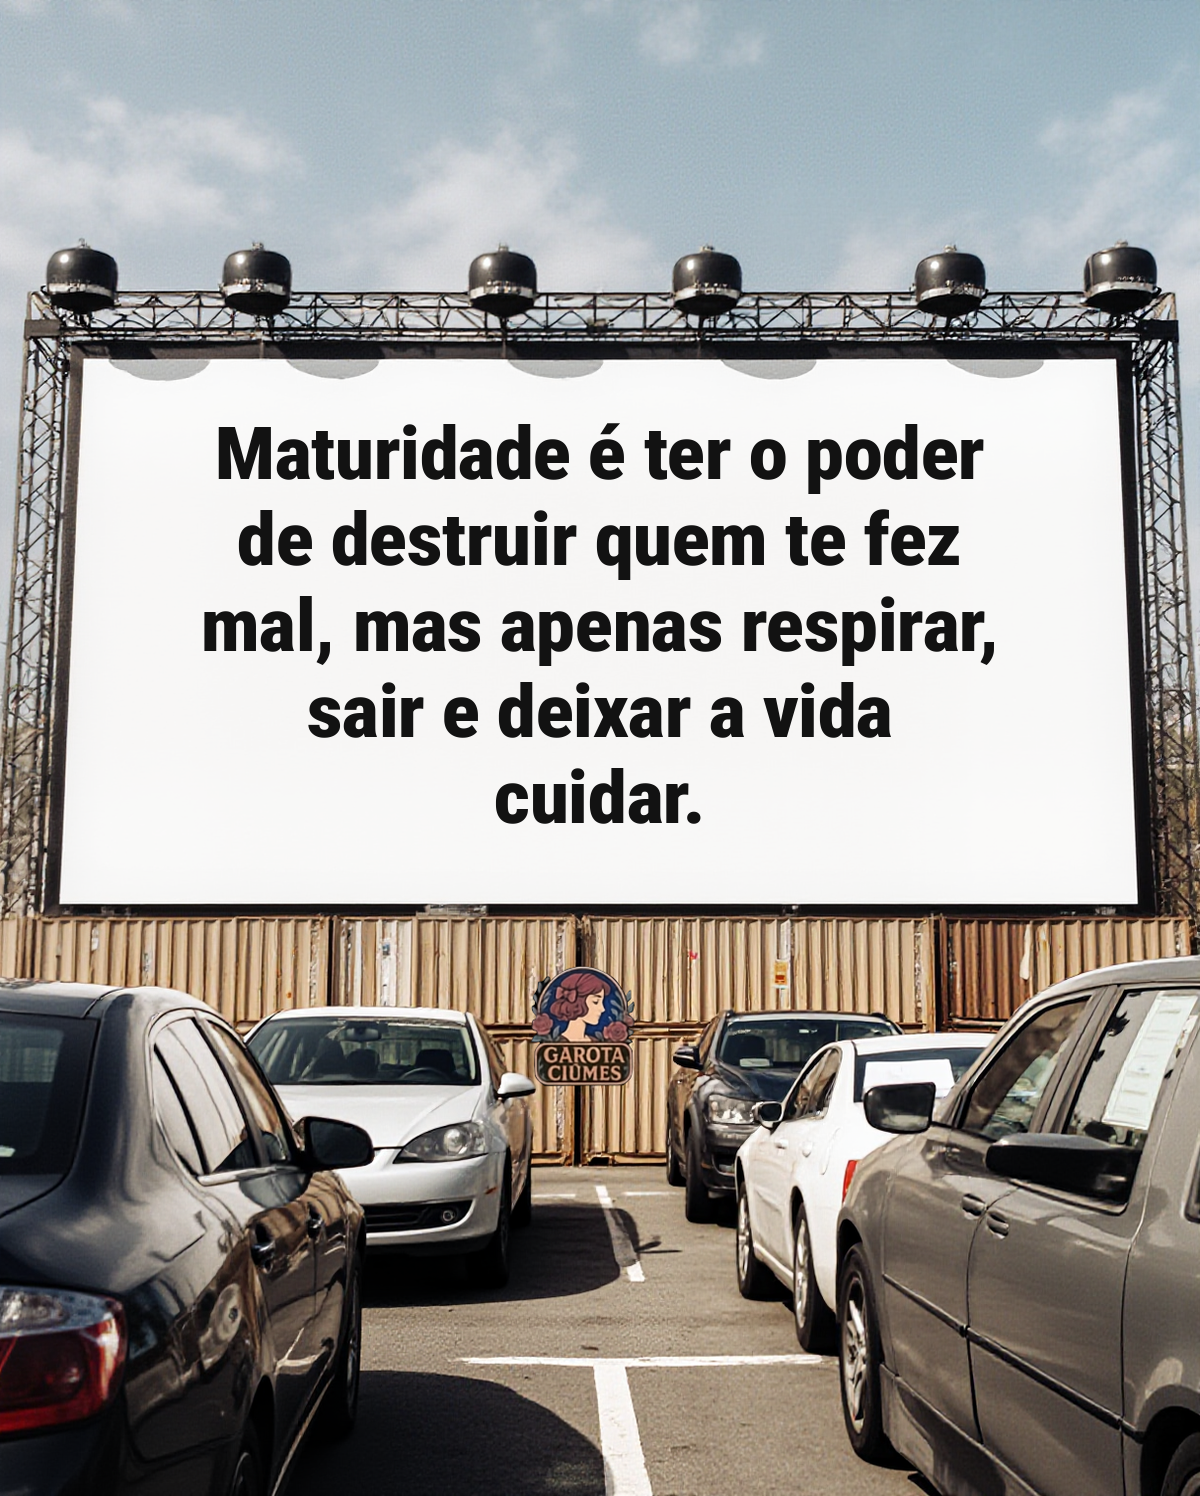 Maturidade é ter o poder
de destruir quem te fez
mal, mas apenas respirar,
sair e deixar a vida
cuidar.
GAROTA
CIÚMES